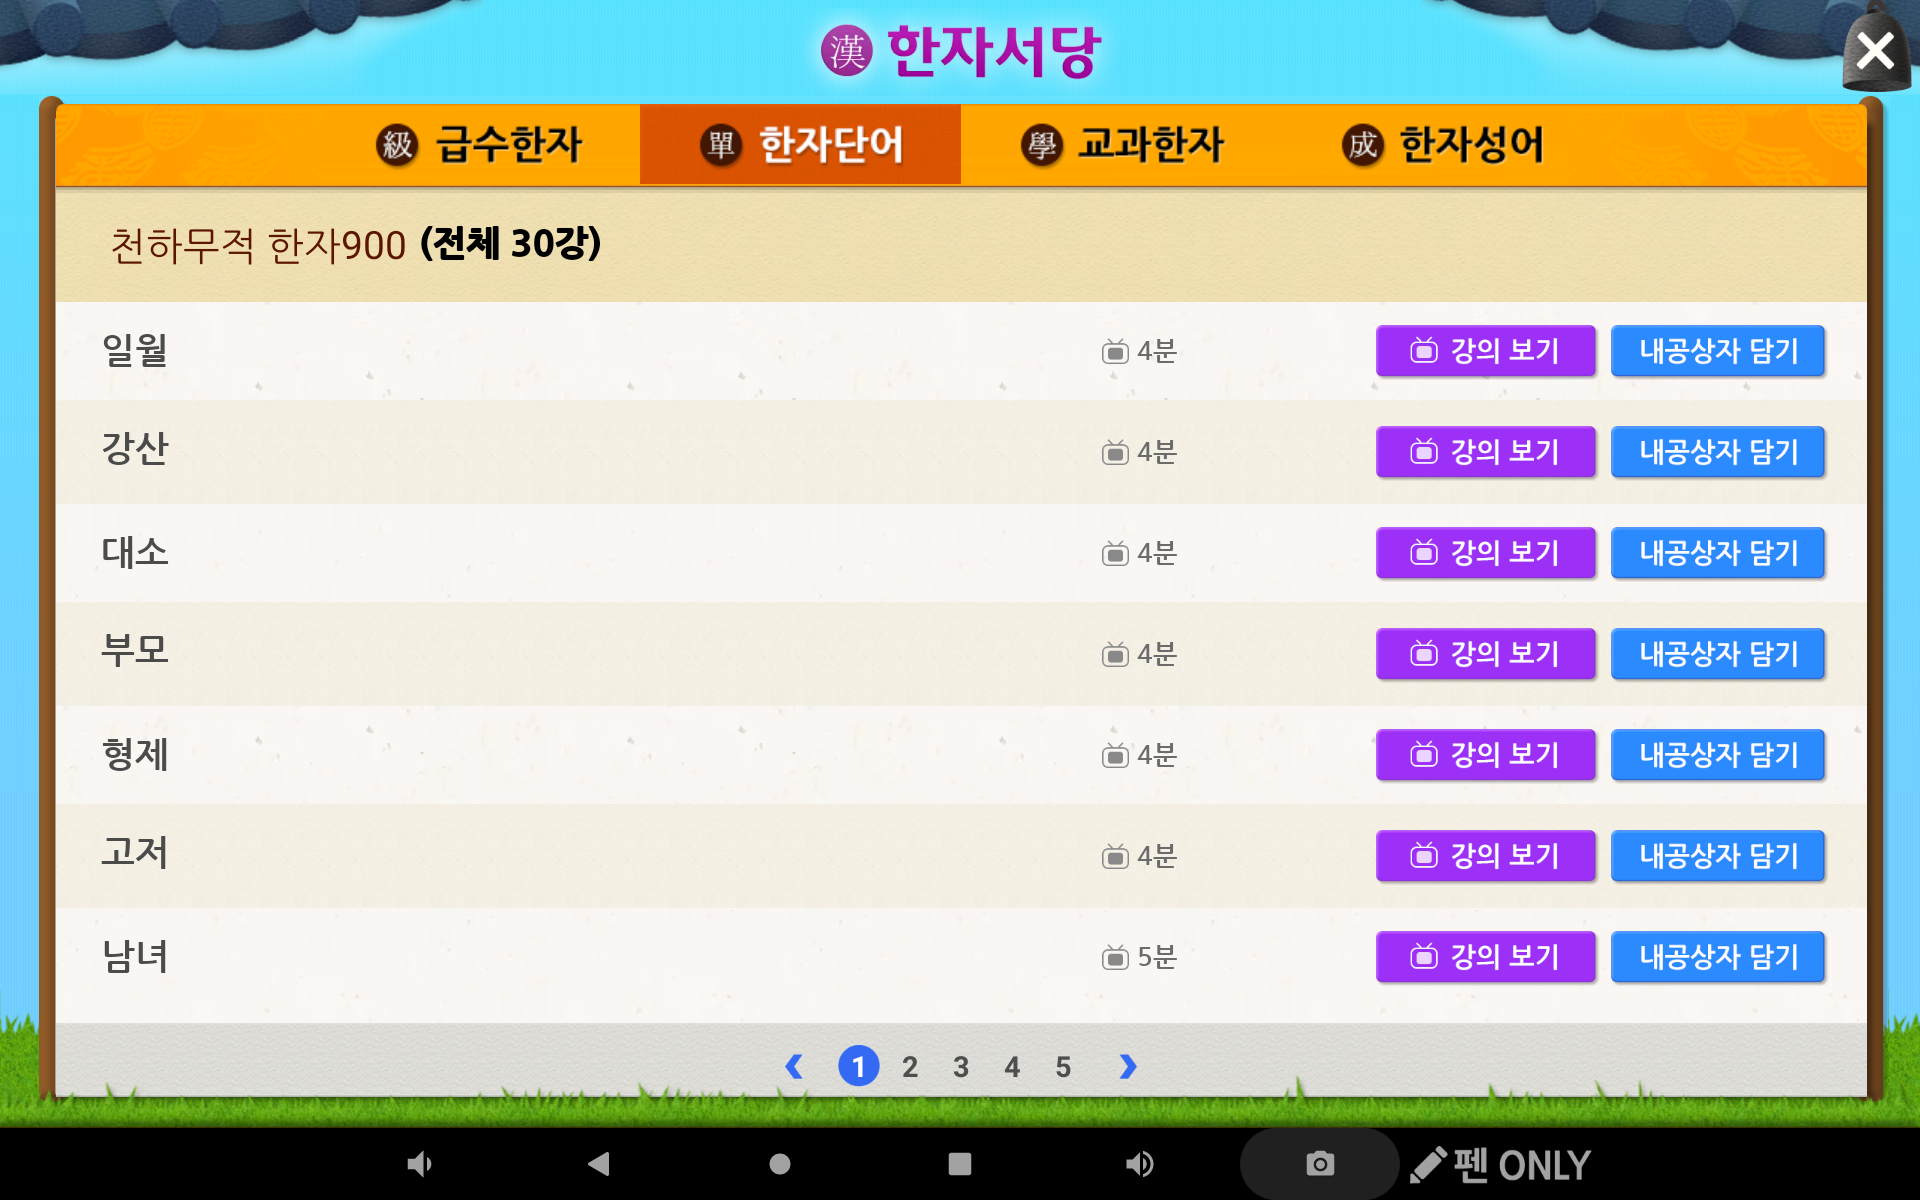 漢 한자서당
級 급수한자 單 한자단어 學 교과한자 成 한자성어
천하무적 한자900 (전체 30강)
일월 4분 강의 보기 내공상자 담기
강산 4분 강의 보기 내공상자 담기
대소 4분 강의 보기 내공상자 담기
부모 4분 강의 보기 내공상자 담기
형제 4분 강의 보기 내공상자 담기
고저 4분 강의 보기 내공상자 담기
남녀 5분 강의 보기 내공상자 담기
1 2 3 4 5
펜 ONLY